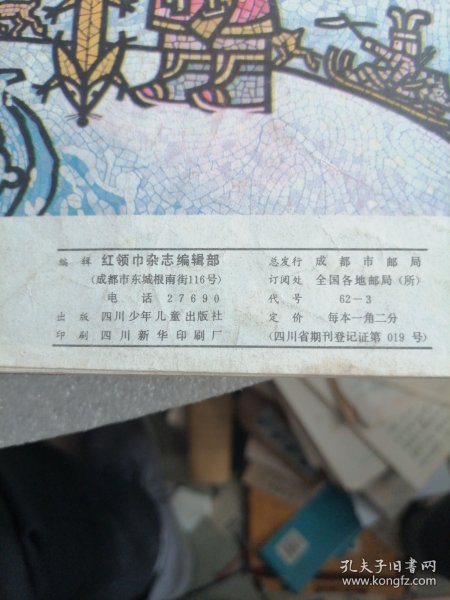 编辑 红领巾杂志编辑部
(成都市东城根南街116号)
电话 27690
出版 四川少年儿童出版社
印刷 四川新华印刷厂
总发行 成都市邮局
订阅处 全国各地邮局(所)
代号 62-3
定价 每本一角二分
(四川省期刊登记证第 019 号)
孔夫子旧书网
www.kongfz.com